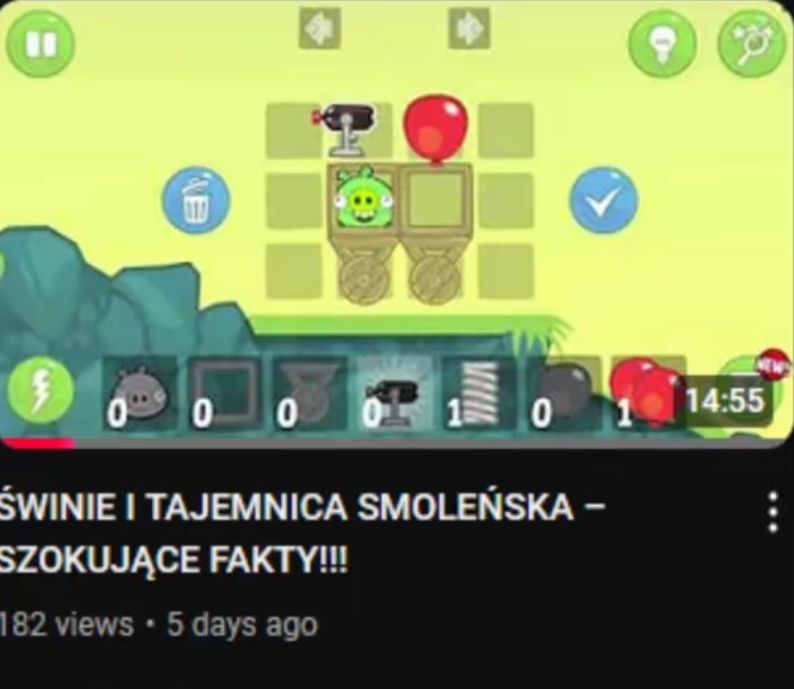 NEW!
0 0 0 0 1 0 1
14:55
ŚWINIE I TAJEMNICA SMOLEŃSKA –
SZOKUJĄCE FAKTY!!!
182 views • 5 days ago